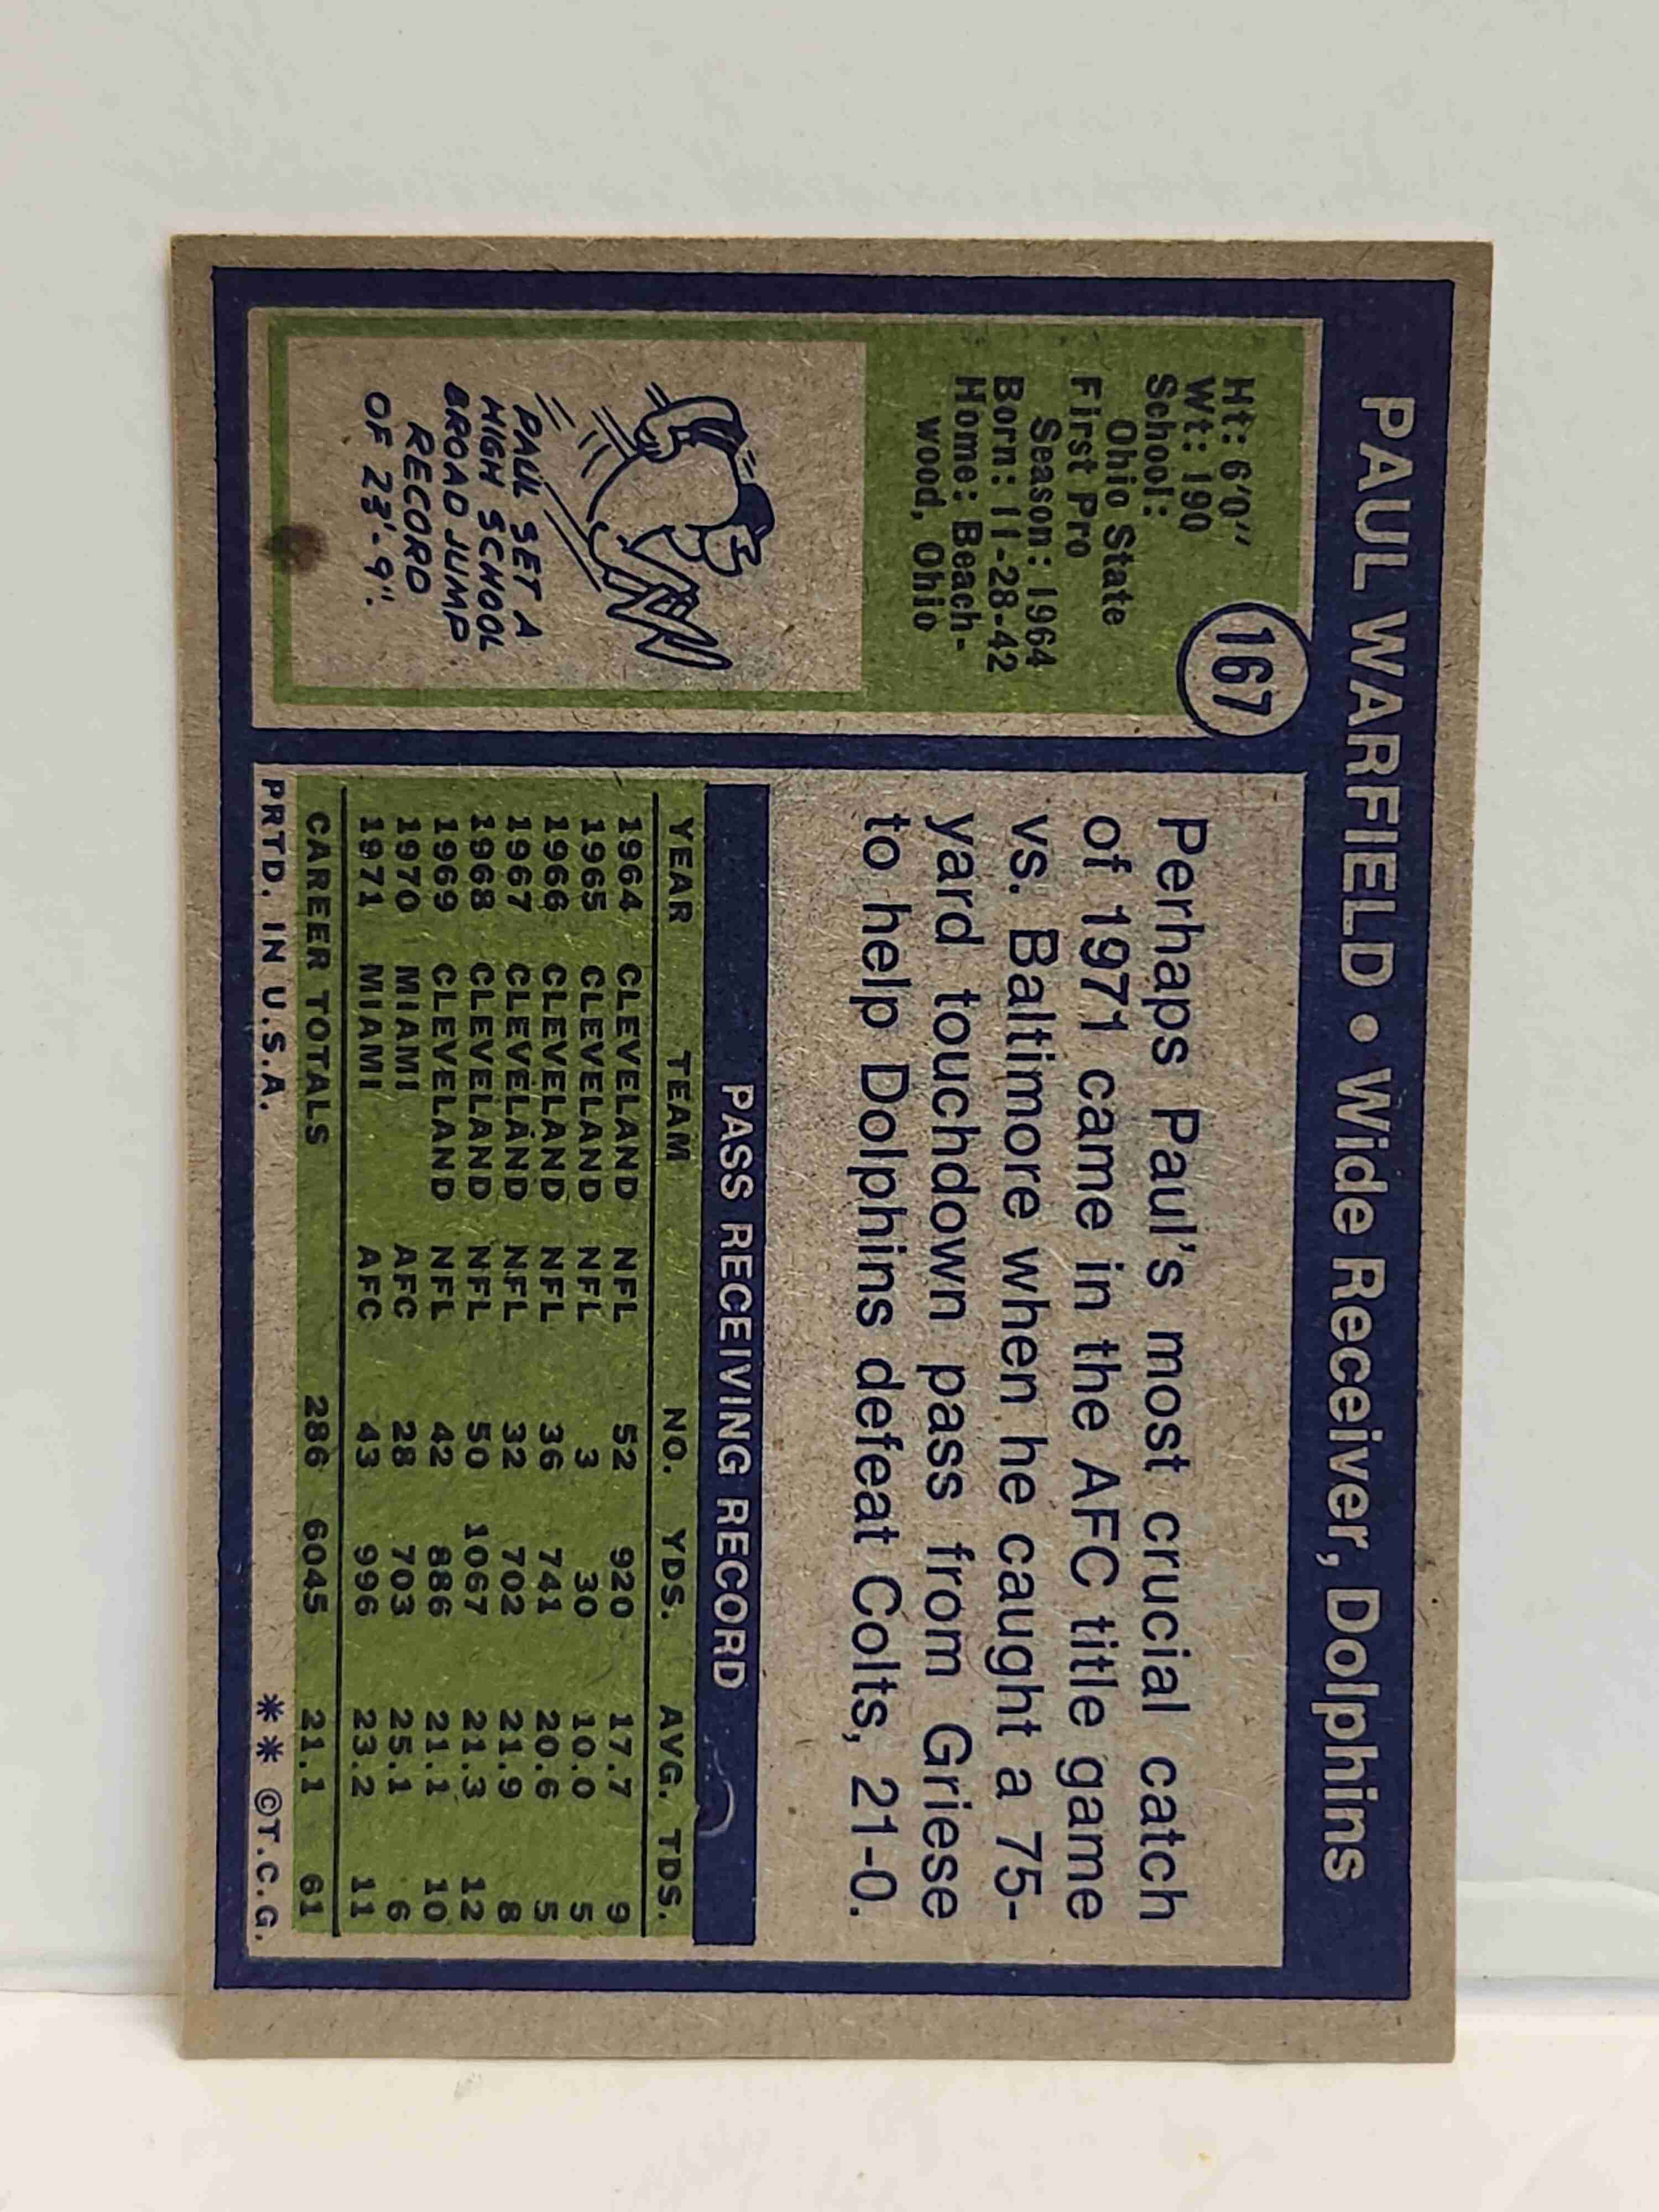 PAUL WARFIELD • Wide Receiver, Dolphins
167
Ht: 6'0"
Wt: 190
School:
Ohio State
First Pro
Season: 1964
Born: 11-28-42
Home: Beach-
wood, Ohio
PAUL SET A
HIGH SCHOOL
BROAD JUMP
RECORD
OF 23'-9".
Perhaps Paul's most crucial catch
of 1971 came in the AFC title game
vs. Baltimore when he caught a 75-
yard touchdown pass from Griese
to help Dolphins defeat Colts, 21-0.
PASS RECEIVING RECORD
YEAR TEAM NO. YDS. AVG. TDS.
1964 CLEVELAND NFL 52 920 17.7 9
1965 CLEVELAND NFL 3 30 10.0 5
1966 CLEVELAND NFL 36 741 20.6 5
1967 CLEVELAND NFL 32 702 21.9 8
1968 CLEVELAND NFL 50 1067 21.3 12
1969 CLEVELAND NFL 42 886 21.1 10
1970 MIAMI AFC 28 703 25.1 6
1971 MIAMI AFC 43 996 23.2 11
CAREER TOTALS 286 6045 21.1 61
PRTD. IN U.S.A. ** ©T.C.G.